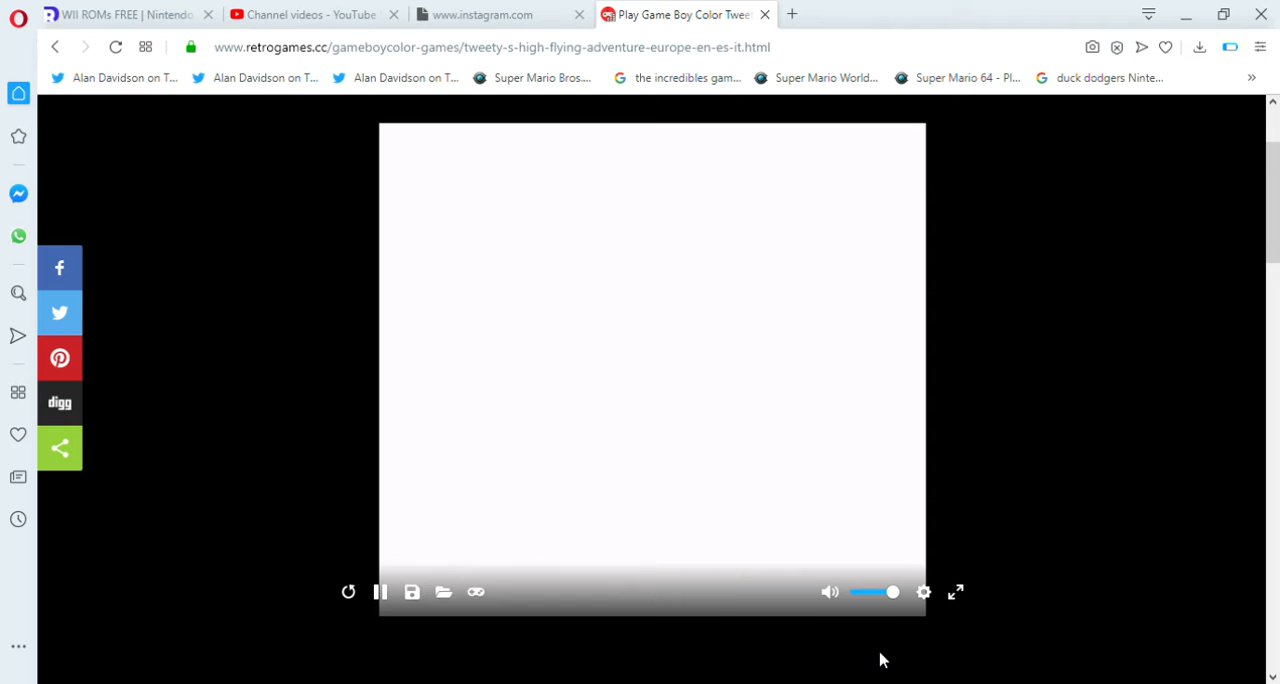 WII ROMs FREE | Nintendo
Channel videos - YouTube
www.instagram.com
Play Game Boy Color Twee
www.retrogames.cc/gameboycolor-games/tweety-s-high-flying-adventure-europe-en-es-it.html
Alan Davidson on T...
Alan Davidson on T...
Alan Davidson on T...
Super Mario Bros....
the incredibles gam...
Super Mario World...
Super Mario 64 - Pl...
duck dodgers Ninte...
digg